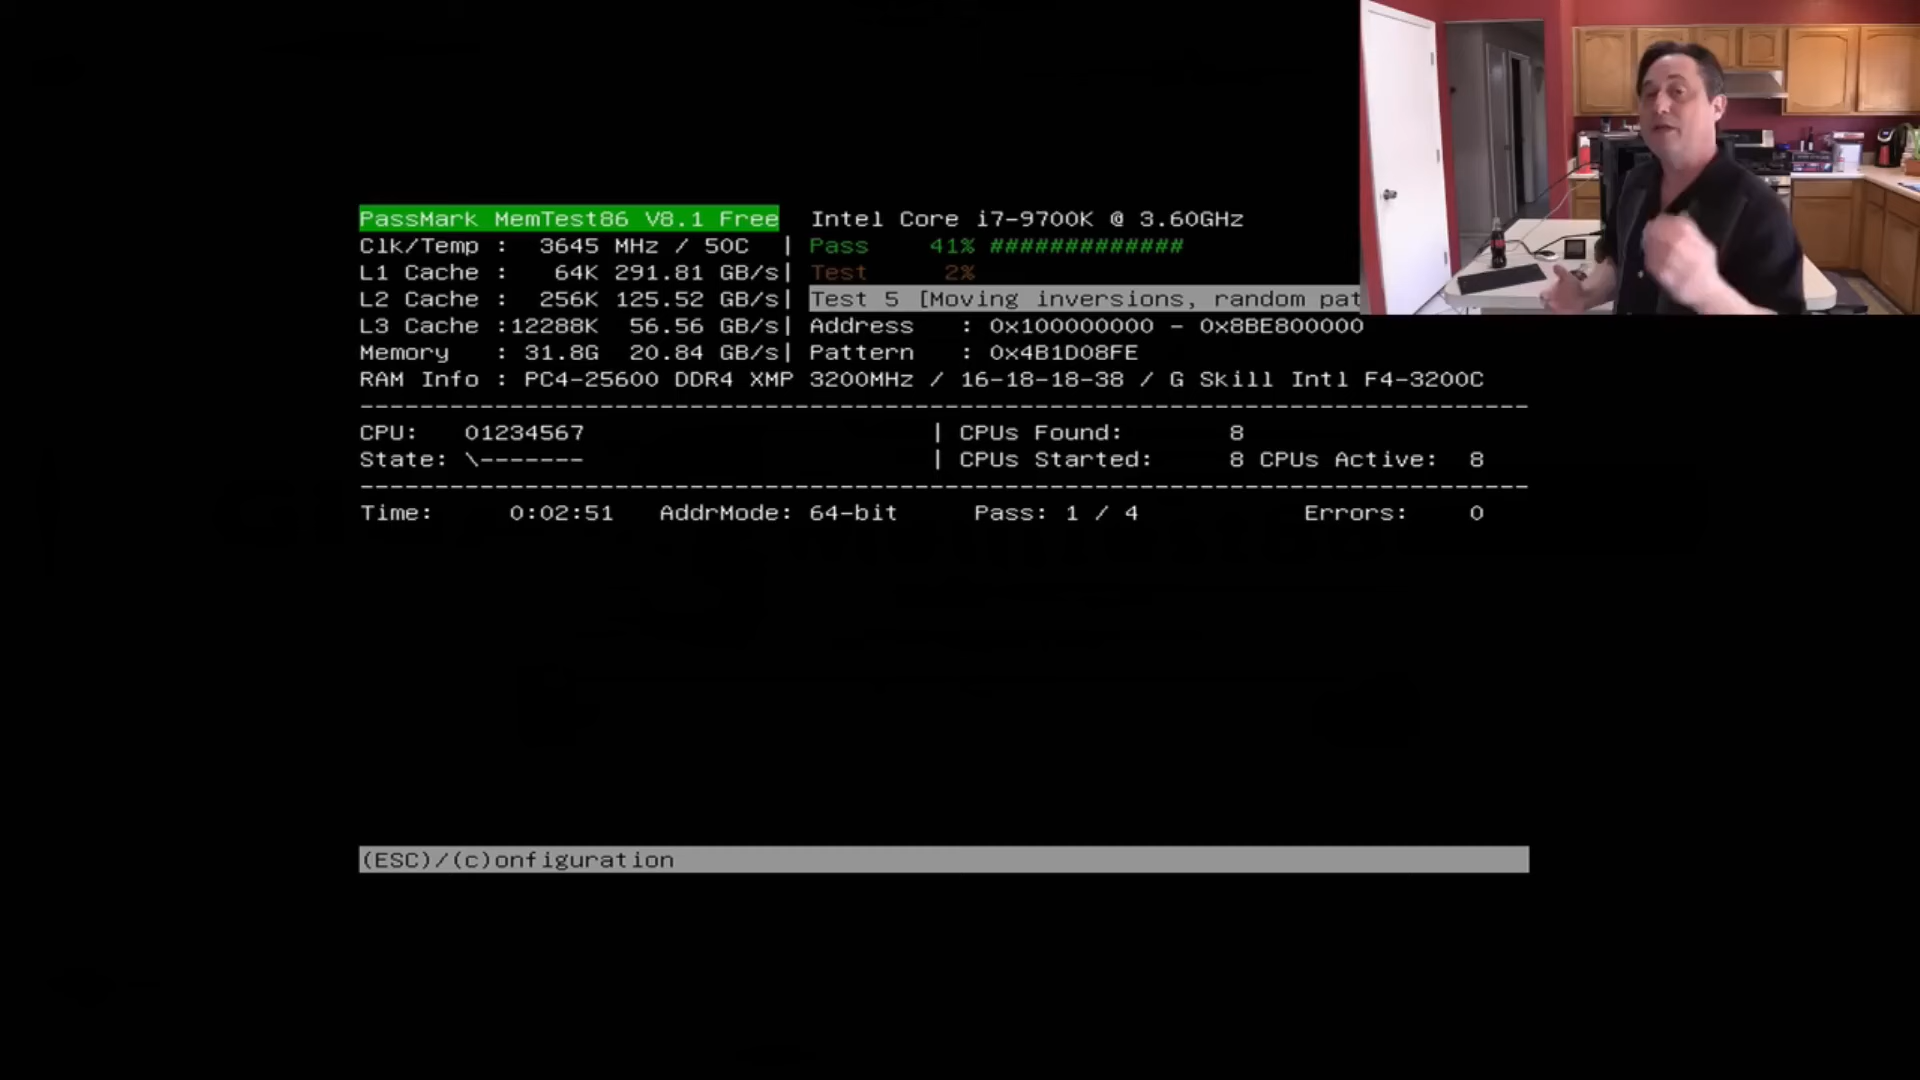 PassMark MemTest86 V8.1 Free   Intel Core i7-9700K @ 3.60GHz
Clk/Temp :  3645 MHz / 50C  | Pass    41% #############
L1 Cache :   64K 291.81 GB/s| Test     2%
L2 Cache :  256K 125.52 GB/s| Test 5 [Moving inversions, random pat
L3 Cache :12288K  56.56 GB/s| Address   : 0x100000000 - 0x8BE800000
Memory   : 31.8G  20.84 GB/s| Pattern   : 0x4B1D08FE
RAM Info : PC4-25600 DDR4 XMP 3200MHz / 16-18-18-38 / G Skill Intl F4-3200C
------------------------------------------------------------------------------
CPU:   01234567                       | CPUs Found:       8
State: \-------                       | CPUs Started:     8 CPUs Active:  8
------------------------------------------------------------------------------
Time:     0:02:51   AddrMode: 64-bit     Pass: 1 / 4           Errors:    0
(ESC)/(c)onfiguration